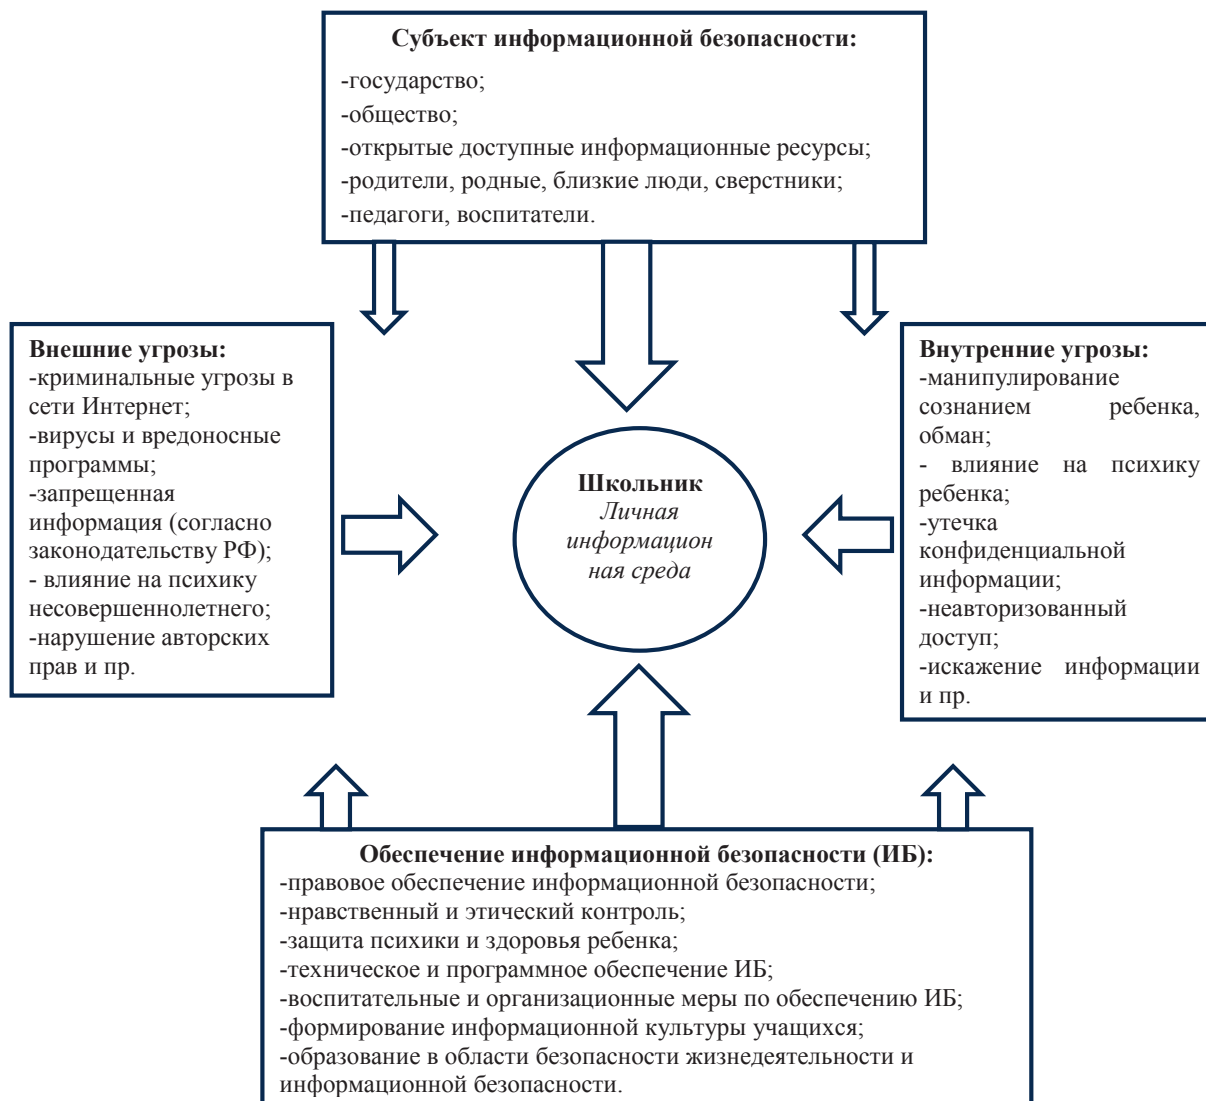 Субъект информационной безопасности:
-государство;
-общество;
-открытые доступные информационные ресурсы;
-родители, родные, близкие люди, сверстники;
-педагоги, воспитатели.
Внешние угрозы:
-криминальные угрозы в
сети Интернет;
-вирусы и вредоносные
программы;
-запрещенная
информация (согласно
законодательству РФ);
- влияние на психику
несовершеннолетнего;
-нарушение авторских
прав и пр.
Школьник
Личная
информацион
ная среда
Внутренние угрозы:
-манипулирование
сознанием ребенка,
обман;
- влияние на психику
ребенка;
-утечка
конфиденциальной
информации;
-неавторизованный
доступ;
-искажение информации
и пр.
Обеспечение информационной безопасности (ИБ):
-правовое обеспечение информационной безопасности;
-нравственный и этический контроль;
-защита психики и здоровья ребенка;
-техническое и программное обеспечение ИБ;
-воспитательные и организационные меры по обеспечению ИБ;
-формирование информационной культуры учащихся;
-образование в области безопасности жизнедеятельности и
информационной безопасности.